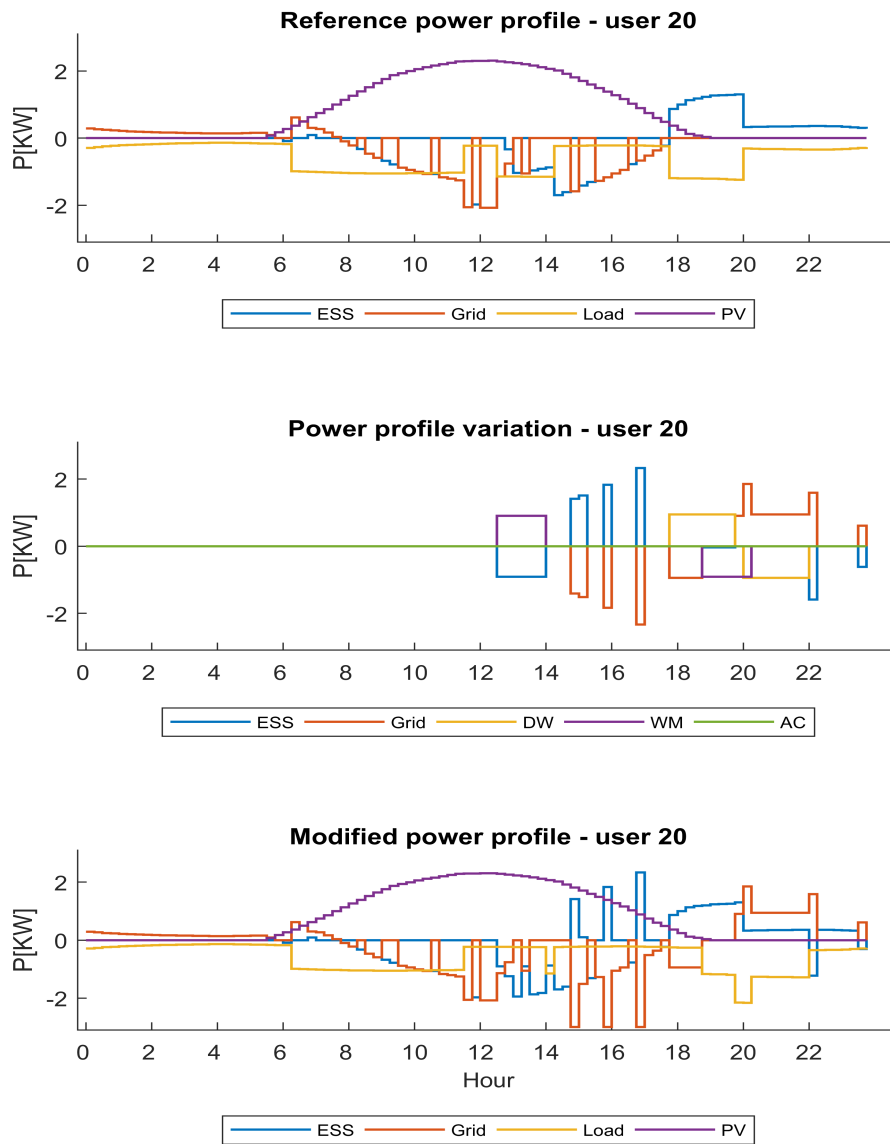 Reference power profile - user 20
P[KW]
2
0
-2
0 2 4 6 8 10 12 14 16 18 20 22
ESS Grid Load PV
Power profile variation - user 20
P[KW]
2
0
-2
0 2 4 6 8 10 12 14 16 18 20 22
ESS Grid DW WM AC
Modified power profile - user 20
P[KW]
2
0
-2
0 2 4 6 8 10 12 14 16 18 20 22
Hour
ESS Grid Load PV